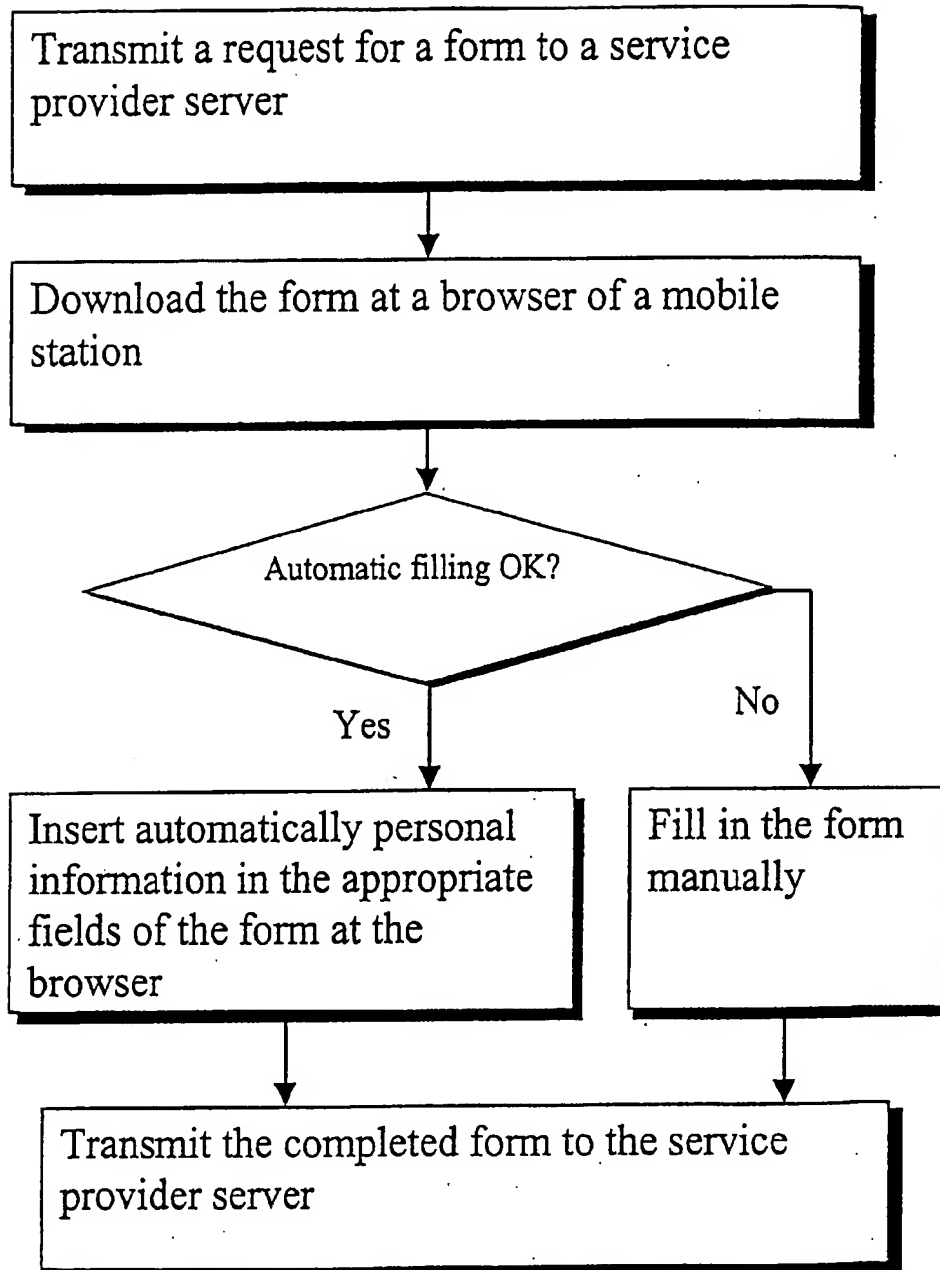 Transmit a request for a form to a service
provider server
Download the form at a browser of a mobile
station
Automatic filling OK?
Yes
No
Insert automatically personal
information in the appropriate
fields of the form at the
browser
Fill in the form
manually
Transmit the completed form to the service
provider server